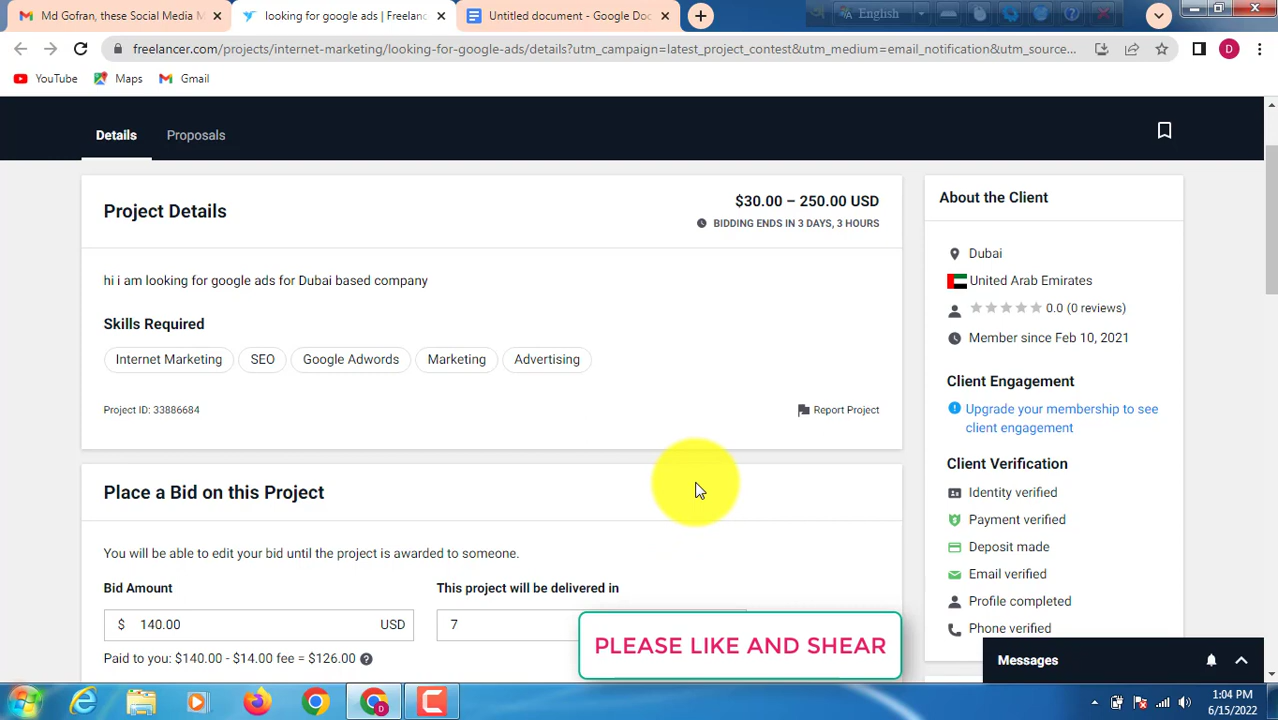 Md Gofran, these Social Media M
looking for google ads | Freelanc
Untitled document - Google Doc
English
freelancer.com/projects/internet-marketing/looking-for-google-ads/details?utm_campaign=latest_project_contest&utm_medium=email_notification&utm_source...
D
YouTube
Maps
Gmail
Details
Proposals
Project Details
$30.00 – 250.00 USD
BIDDING ENDS IN 3 DAYS, 3 HOURS
hi i am looking for google ads for Dubai based company
Skills Required
Internet Marketing
SEO
Google Adwords
Marketing
Advertising
Project ID: 33886684
Report Project
Place a Bid on this Project
You will be able to edit your bid until the project is awarded to someone.
Bid Amount
This project will be delivered in
$ 140.00 USD
7
Paid to you: $140.00 - $14.00 fee = $126.00
About the Client
Dubai
United Arab Emirates
0.0 (0 reviews)
Member since Feb 10, 2021
Client Engagement
Upgrade your membership to see
client engagement
Client Verification
Identity verified
Payment verified
Deposit made
Email verified
Profile completed
Phone verified
PLEASE LIKE AND SHEAR
Messages
1:04 PM
6/15/2022